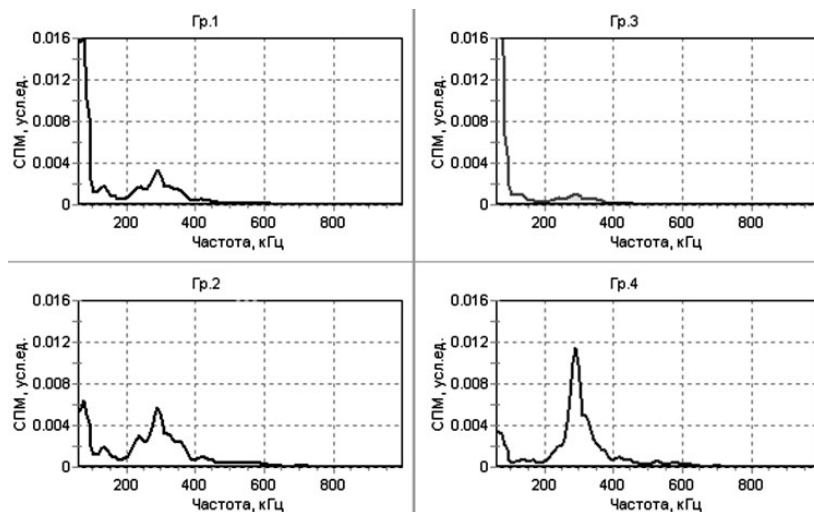 Гр.1
0.016
0.012
0.008
0.004
0
СПМ, усл.ед.
200 400 600 800
Частота, кГц
Гр.3
0.016
0.012
0.008
0.004
0
СПМ, усл.ед.
200 400 600 800
Частота, кГц
Гр.2
0.016
0.012
0.008
0.004
0
СПМ, усл.ед.
200 400 600 800
Частота, кГц
Гр.4
0.016
0.012
0.008
0.004
0
СПМ, усл.ед.
200 400 600 800
Частота, кГц